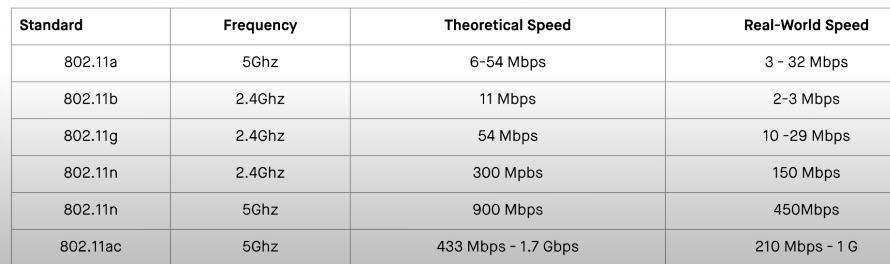 Standard Frequency Theoretical Speed Real-World Speed
802.11a 5Ghz 6-54 Mbps 3 - 32 Mbps
802.11b 2.4Ghz 11 Mbps 2-3 Mbps
802.11g 2.4Ghz 54 Mbps 10 -29 Mbps
802.11n 2.4Ghz 300 Mpbs 150 Mbps
802.11n 5Ghz 900 Mbps 450Mbps
802.11ac 5Ghz 433 Mbps - 1.7 Gbps 210 Mbps - 1 G